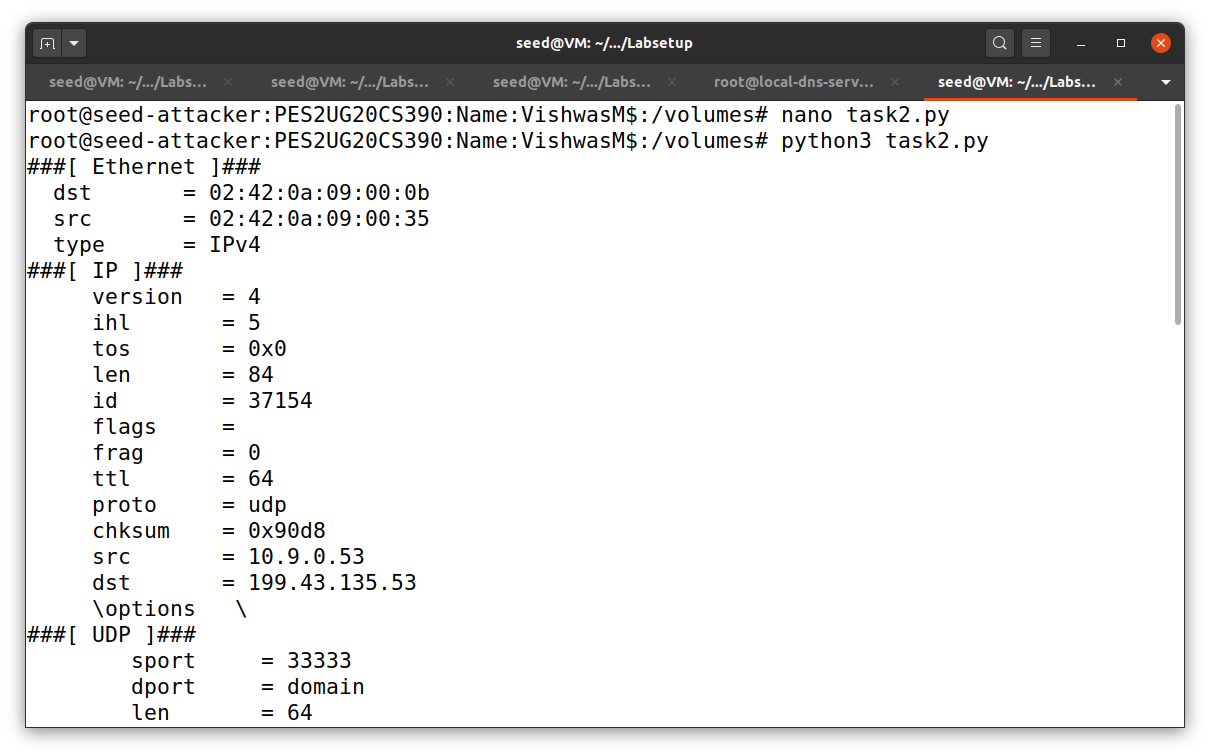 seed@VM: ~/.../Labsetup
seed@VM: ~/.../Labs... seed@VM: ~/.../Labs... seed@VM: ~/.../Labs... root@local-dns-serv... seed@VM: ~/.../Labs...
root@seed-attacker:PES2UG20CS390:Name:VishwasM$:/volumes# nano task2.py
root@seed-attacker:PES2UG20CS390:Name:VishwasM$:/volumes# python3 task2.py
###[ Ethernet ]###
  dst       = 02:42:0a:09:00:0b
  src       = 02:42:0a:09:00:35
  type      = IPv4
###[ IP ]###
     version   = 4
     ihl       = 5
     tos       = 0x0
     len       = 84
     id        = 37154
     flags     =
     frag      = 0
     ttl       = 64
     proto     = udp
     chksum    = 0x90d8
     src       = 10.9.0.53
     dst       = 199.43.135.53
     \options   \
###[ UDP ]###
        sport     = 33333
        dport     = domain
        len       = 64